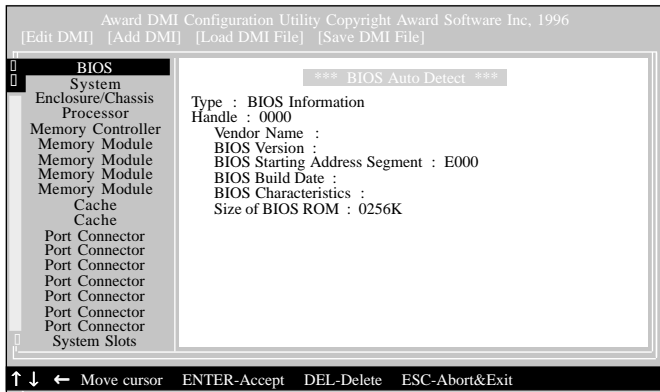 Award DMI Configuration Utility Copyright Award Software Inc, 1996
[Edit DMI] [Add DMI] [Load DMI File] [Save DMI File]
BIOS
System
Enclosure/Chassis
Processor
Memory Controller
Memory Module
Memory Module
Memory Module
Memory Module
Cache
Cache
Port Connector
Port Connector
Port Connector
Port Connector
Port Connector
Port Connector
Port Connector
System Slots
*** BIOS Auto Detect ***
Type : BIOS Information
Handle : 0000
Vendor Name :
BIOS Version :
BIOS Starting Address Segment : E000
BIOS Build Date :
BIOS Characteristics :
Size of BIOS ROM : 0256K
↑↓ ← Move cursor ENTER-Accept DEL-Delete ESC-Abort&Exit